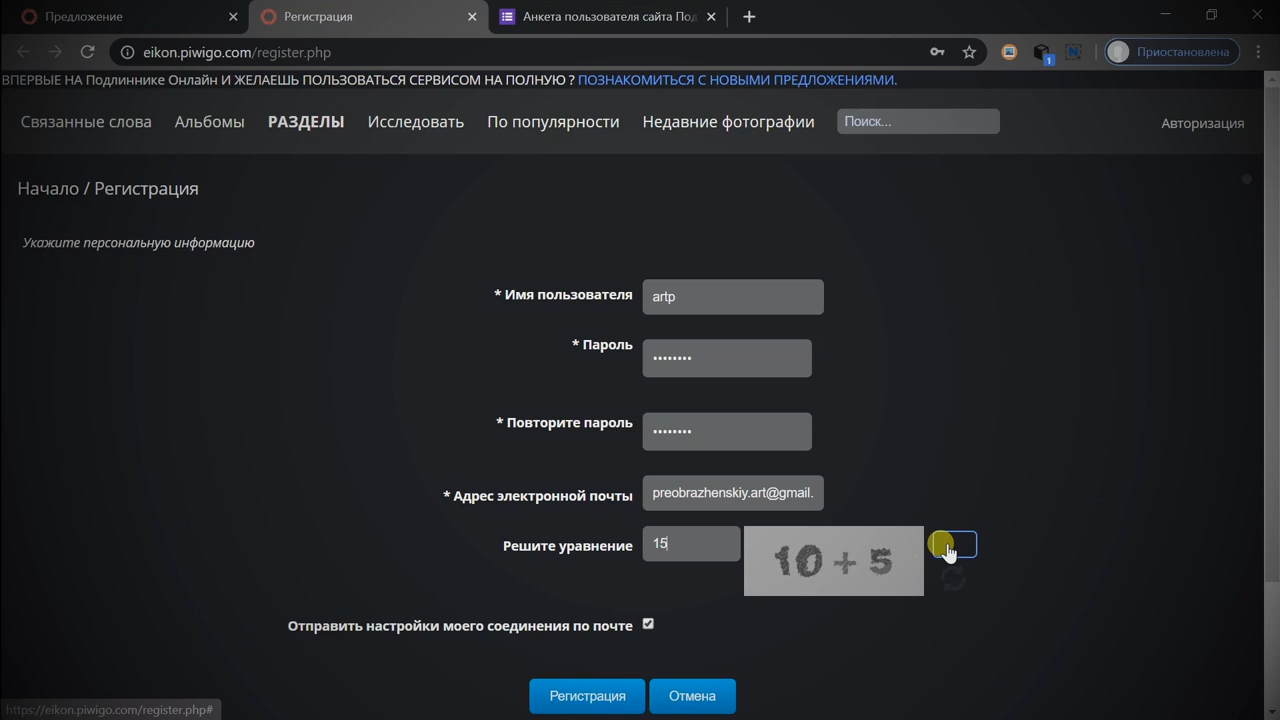 Предложение
Регистрация
Анкета пользователя сайта Под
eikon.piwigo.com/register.php
1
Приостановлена
ВПЕРВЫЕ НА Подлиннике Онлайн И ЖЕЛАЕШЬ ПОЛЬЗОВАТЬСЯ СЕРВИСОМ НА ПОЛНУЮ ? ПОЗНАКОМИТЬСЯ С НОВЫМИ ПРЕДЛОЖЕНИЯМИ.
Связанные слова Альбомы РАЗДЕЛЫ Исследовать По популярности Недавние фотографии Поиск... Авторизация
Начало / Регистрация
Укажите персональную информацию
* Имя пользователя artp
* Пароль ••••••••
* Повторите пароль ••••••••
* Адрес электронной почты preobrazhenskiy.art@gmail.
Решите уравнение 15 10 + 5
Отправить настройки моего соединения по почте
Регистрация Отмена
https://eikon.piwigo.com/register.php#